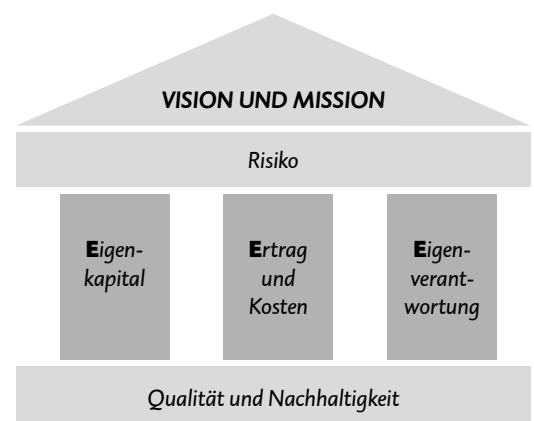 VISION UND MISSION
Risiko
Eigen-
kapital
Ertrag
und
Kosten
Eigen-
verant-
wortung
Qualität und Nachhaltigkeit